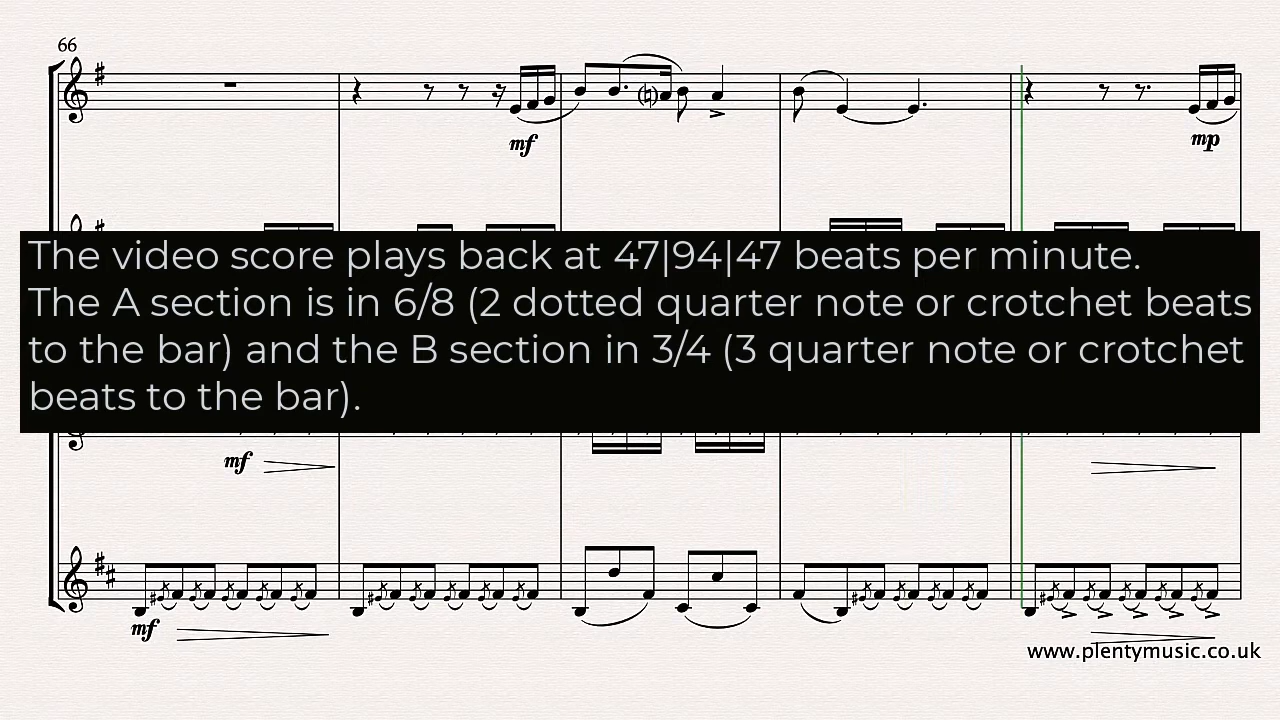 66
mf
mp
The video score plays back at 47|94|47 beats per minute.
The A section is in 6/8 (2 dotted quarter note or crotchet beats
to the bar) and the B section in 3/4 (3 quarter note or crotchet
beats to the bar).
mf
mf
www.plentymusic.co.uk